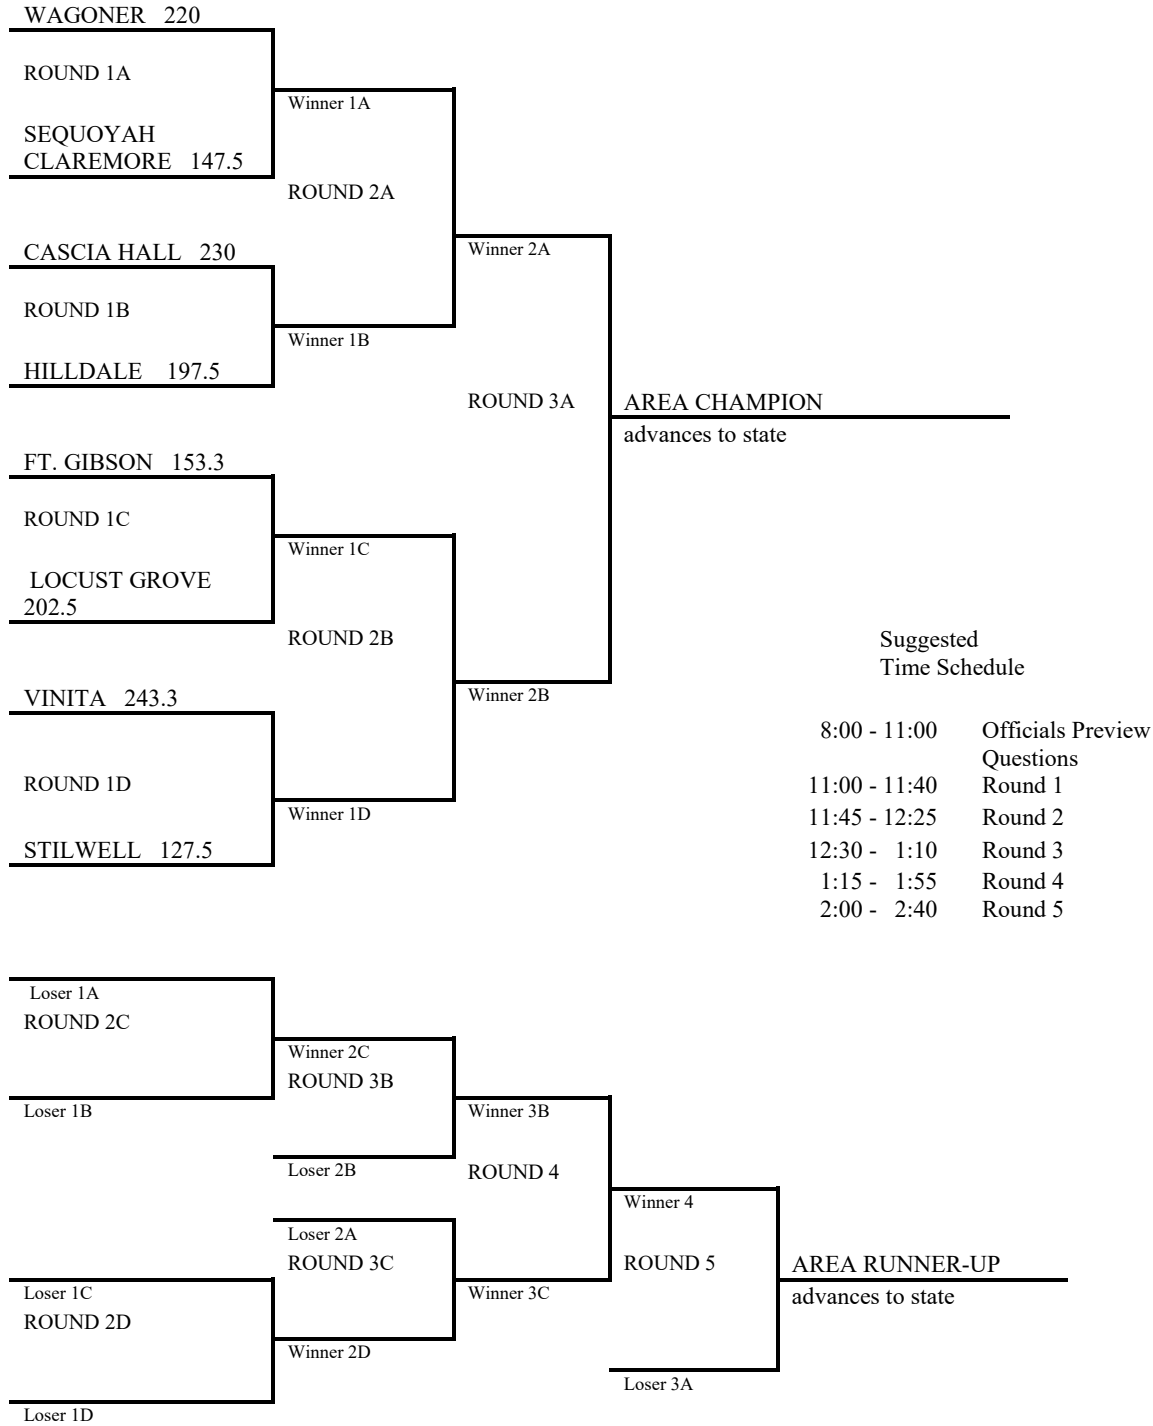 WAGONER 220
ROUND 1A
Winner 1A
SEQUOYAH
CLAREMORE 147.5
ROUND 2A
CASCIA HALL 230
Winner 2A
ROUND 1B
Winner 1B
HILLDALE 197.5
ROUND 3A
AREA CHAMPION
advances to state
FT. GIBSON 153.3
ROUND 1C
Winner 1C
LOCUST GROVE
202.5
ROUND 2B
Winner 2B
VINITA 243.3
ROUND 1D
Winner 1D
STILWELL 127.5
Suggested
Time Schedule
8:00 - 11:00 Officials Preview
Questions
11:00 - 11:40 Round 1
11:45 - 12:25 Round 2
12:30 - 1:10 Round 3
1:15 - 1:55 Round 4
2:00 - 2:40 Round 5
Loser 1A
ROUND 2C
Winner 2C
ROUND 3B
Loser 1B
Winner 3B
Loser 2B
ROUND 4
Winner 4
Loser 2A
ROUND 3C
ROUND 5
AREA RUNNER-UP
advances to state
Loser 1C
Winner 3C
ROUND 2D
Winner 2D
Loser 3A
Loser 1D